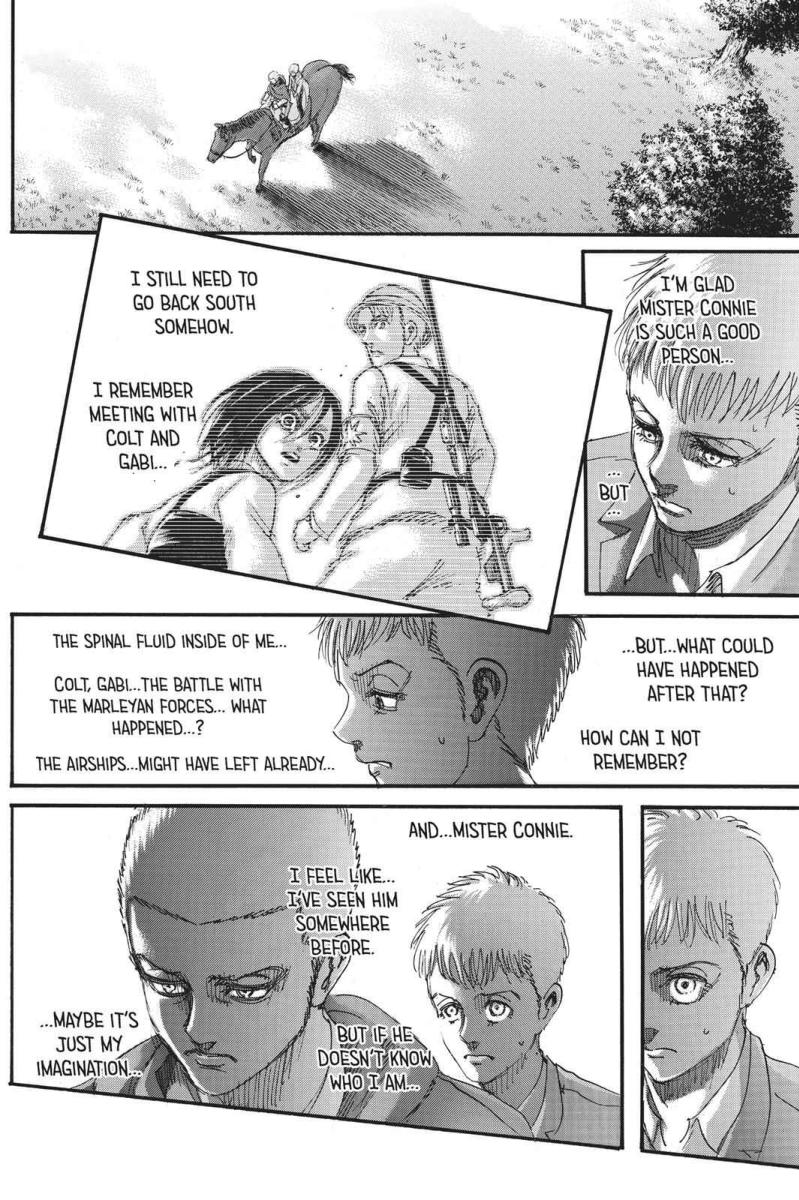 I'M GLAD
MISTER CONNIE
IS SUCH A GOOD
PERSON...
...
BUT
...
I STILL NEED TO
GO BACK SOUTH
SOMEHOW.
I REMEMBER
MEETING WITH
COLT AND
GABI...
...BUT...WHAT COULD
HAVE HAPPENED
AFTER THAT?
HOW CAN I NOT
REMEMBER?
THE SPINAL FLUID INSIDE OF ME...
COLT, GABI...THE BATTLE WITH
THE MARLEYAN FORCES... WHAT
HAPPENED...?
THE AIRSHIPS...MIGHT HAVE LEFT ALREADY...
AND...MISTER CONNIE.
I FEEL LIKE...
I'VE SEEN HIM
SOMEWHERE
BEFORE.
BUT IF HE
DOESN'T KNOW
WHO I AM...
...MAYBE IT'S
JUST MY
IMAGINATION...